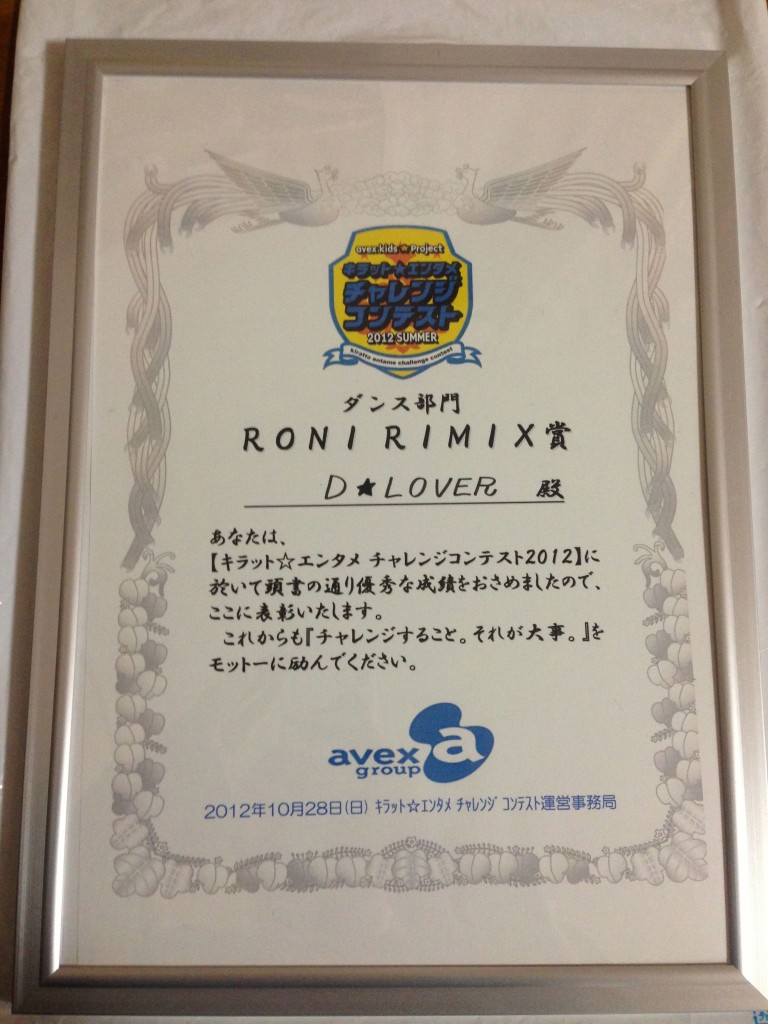 avex kids ★ Project
キラット★エンタメ
チャレンジ
コンテスト
2012 SUMMER
kiratto entame challenge contest
ダンス部門
RONI RIMIX賞
D★LOVER 殿
あなたは、
【キラット☆エンタメ チャレンジコンテスト2012】に
於いて頭書の通り優秀な成績をおさめましたので、
ここに表彰いたします。
これからも『チャレンジすること。それが大事。』を
モットーに励んでください。
avex a
group
2012年10月28日(日) キラット☆エンタメ チャレンジ コンテスト運営事務局